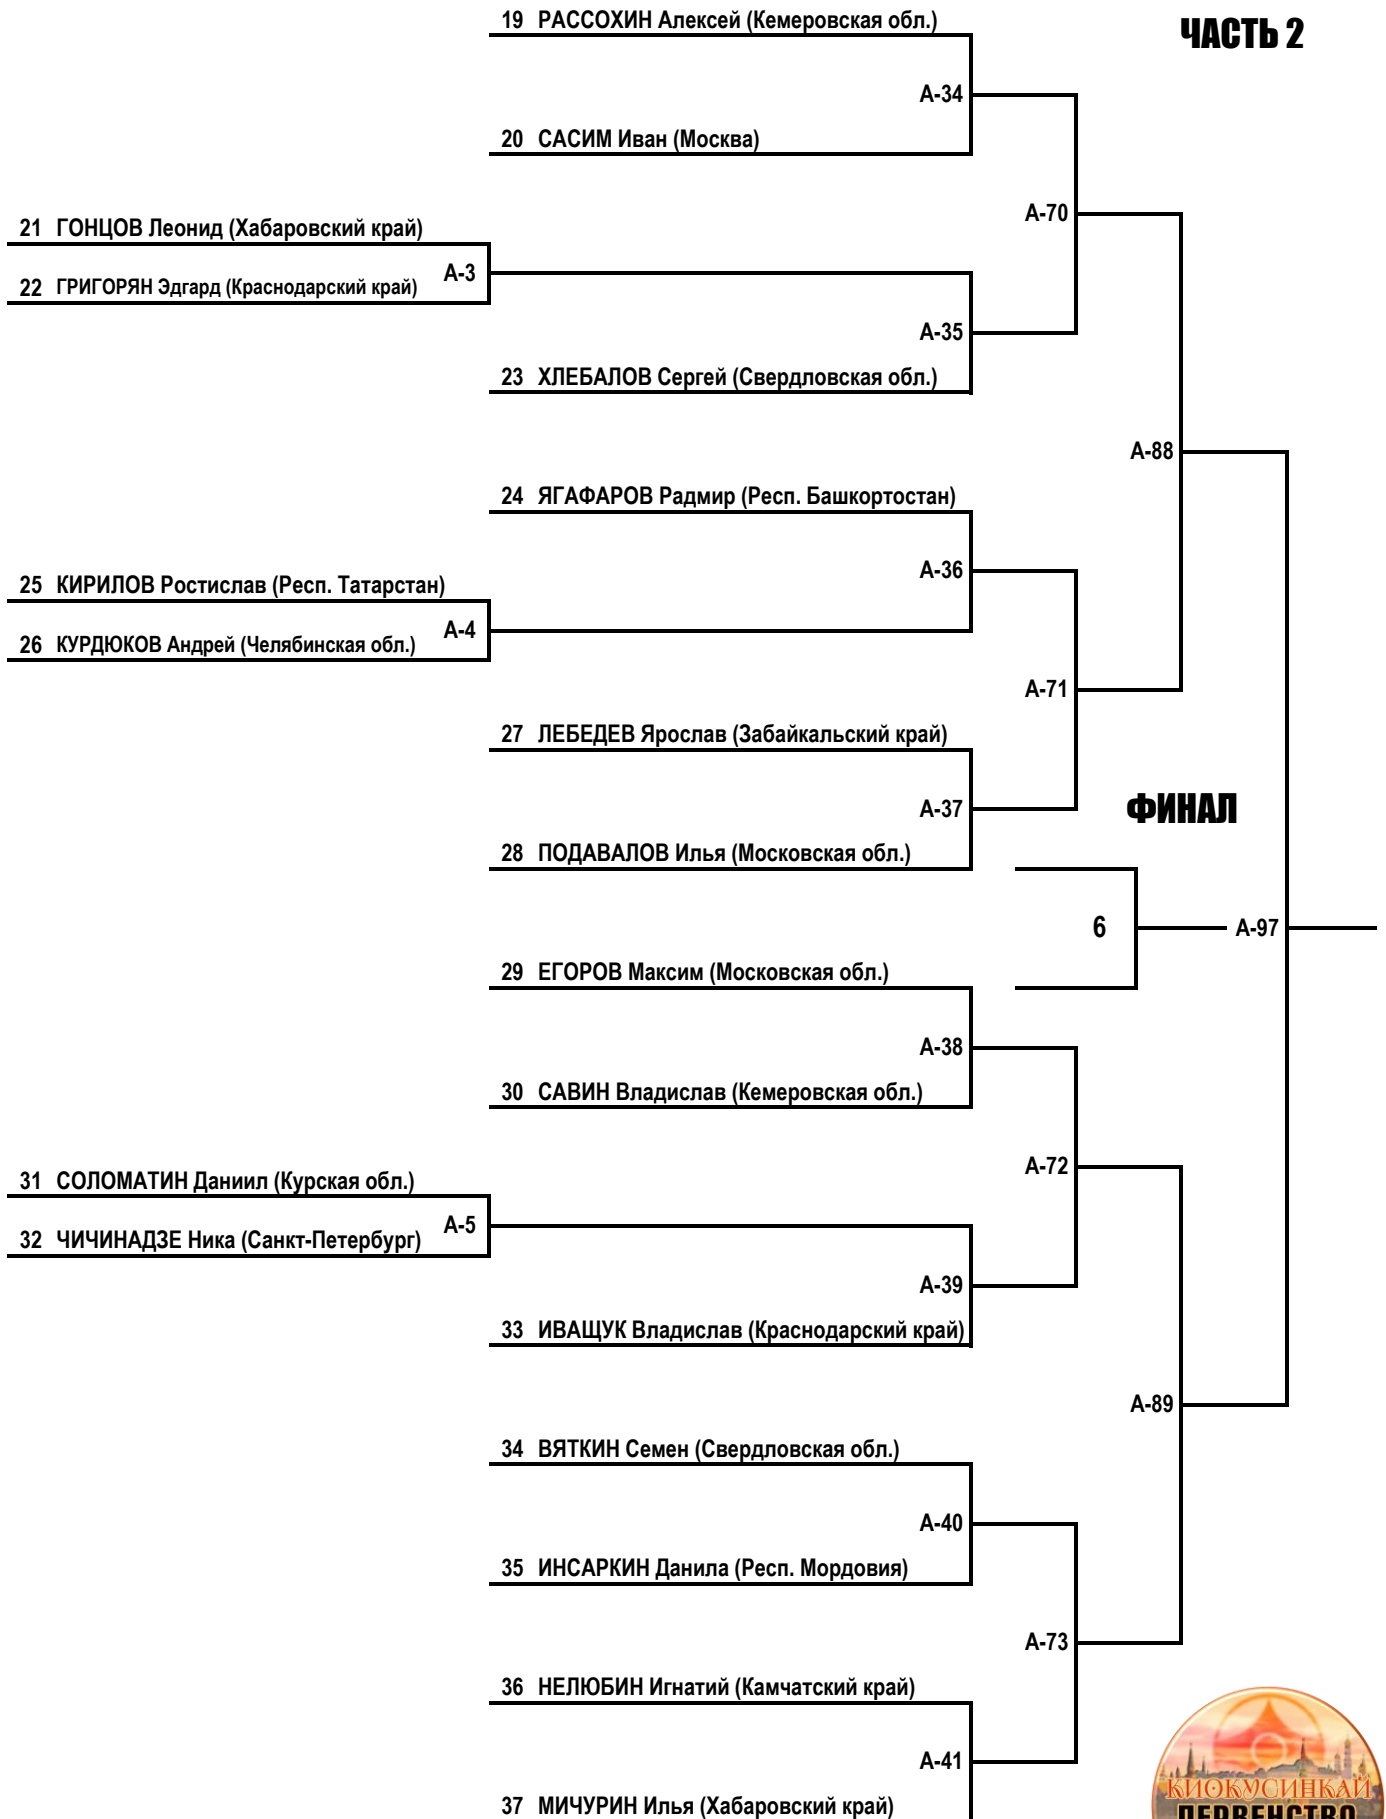 19 РАССОХИН Алексей (Кемеровская обл.)
ЧАСТЬ 2
А-34
20 САСИМ Иван (Москва)
А-70
21 ГОНЦОВ Леонид (Хабаровский край)
А-3
22 ГРИГОРЯН Эдгард (Краснодарский край)
А-35
23 ХЛЕБАЛОВ Сергей (Свердловская обл.)
А-88
24 ЯГАФАРОВ Радмир (Респ. Башкортостан)
А-36
25 КИРИЛОВ Ростислав (Респ. Татарстан)
А-4
26 КУРДЮКОВ Андрей (Челябинская обл.)
А-71
27 ЛЕБЕДЕВ Ярослав (Забайкальский край)
А-37
ФИНАЛ
28 ПОДАВАЛОВ Илья (Московская обл.)
6
А-97
29 ЕГОРОВ Максим (Московская обл.)
А-38
30 САВИН Владислав (Кемеровская обл.)
А-72
31 СОЛОМАТИН Даниил (Курская обл.)
А-5
32 ЧИЧИНАДЗЕ Ника (Санкт-Петербург)
А-39
33 ИВАЩУК Владислав (Краснодарский край)
А-89
34 ВЯТКИН Семен (Свердловская обл.)
А-40
35 ИНСАРКИН Данила (Респ. Мордовия)
А-73
36 НЕЛЮБИН Игнатий (Камчатский край)
А-41
КИОКУСИНКАЙ
37 МИЧУРИН Илья (Хабаровский край)
ПЕРВЕНСТВО